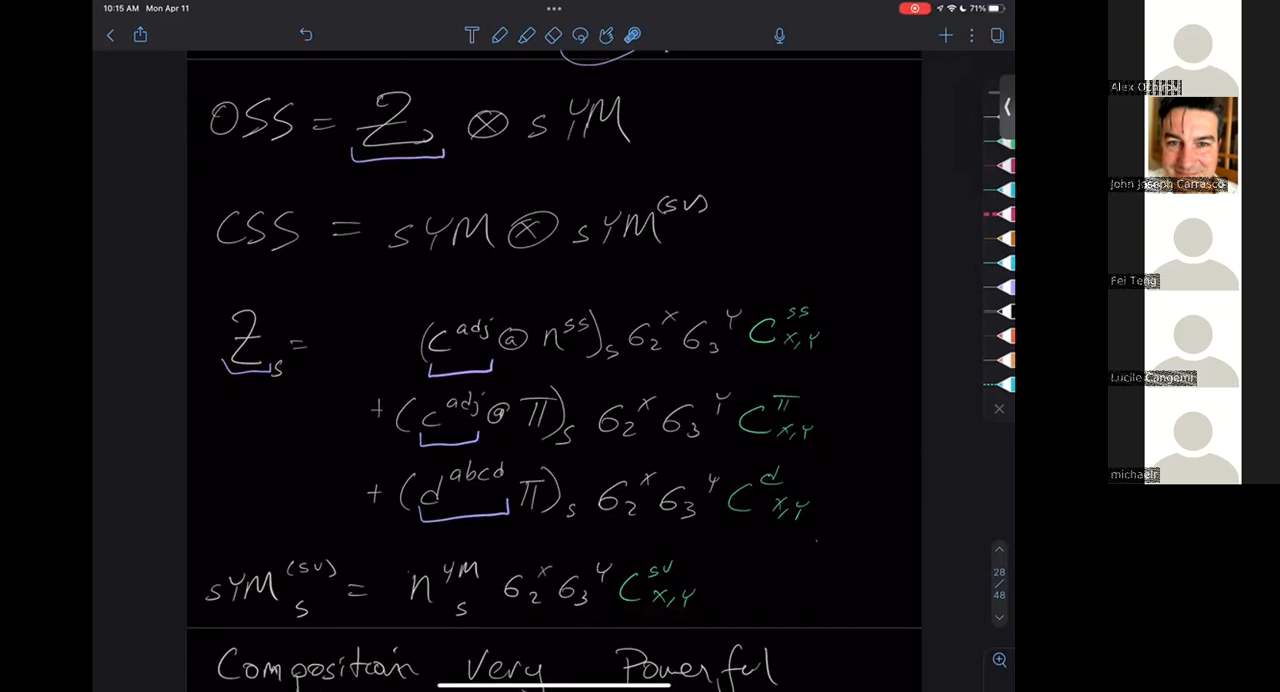 10:15 AM Mon Apr 11
71%
OSS = Z ⊗ sYM
CSS = sYM ⊗ sYM^(sv)
Z_s = (c^adj @ n^ss)_s σ_2^X σ_3^Y C^ss_X,Y
+ (c^adj @ π)_s σ_2^X σ_3^Y C^π_X,Y
+ (d^abcd π)_s σ_2^X σ_3^Y C^d_X,Y
sYM^(sv)_s = n^YM_s σ_2^X σ_3^Y C^sv_X,Y
Composition Very Powerful
28
48
Alex
John Joseph Carrasco
Fei Teng
Lucile Cangemi